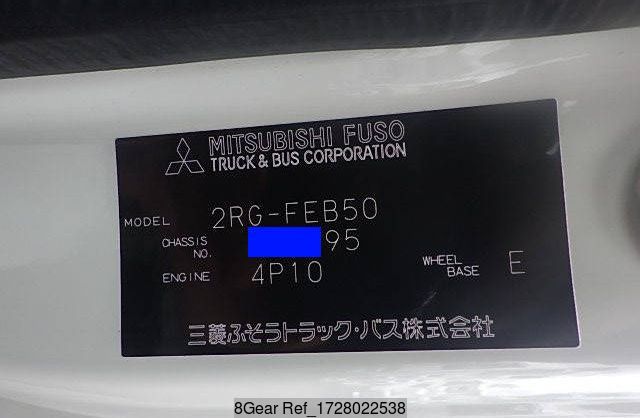 MITSUBISHI FUSO
TRUCK & BUS CORPORATION
MODEL 2RG-FEB50
CHASSIS NO. 95
ENGINE 4P10
WHEEL BASE E
三菱ふそうトラック・バス株式会社
8Gear Ref_1728022538